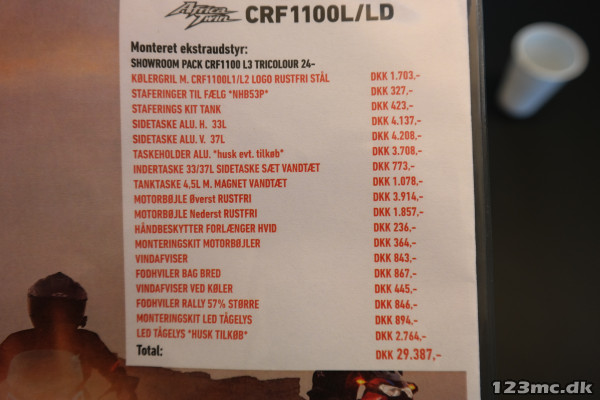 Africa Twin CRF1100L/LD
Monteret ekstraudstyr:
SHOWROOM PACK CRF1100 L3 TRICOLOUR 24-
KØLERGRIL M. CRF1100L1/L2 LOGO RUSTFRI STÅL DKK 1.703,-
STAFERINGER TIL FÆLG *NHB53P* DKK 327,-
STAFERINGS KIT TANK DKK 423,-
SIDETASKE ALU. H. 33L DKK 4.137,-
SIDETASKE ALU. V. 37L DKK 4.208,-
TASKEHOLDER ALU. *husk evt. tilkøb* DKK 3.708,-
INDERTASKE 33/37L SIDETASKE SÆT VANDTÆT DKK 773,-
TANKTASKE 4,5L M. MAGNET VANDTÆT DKK 1.078,-
MOTORBØJLE Øverst RUSTFRI DKK 3.914,-
MOTORBØJLE Nederst RUSTFRI DKK 1.857,-
HÅNDBESKYTTER FORLÆNGER HVID DKK 236,-
MONTERINGSKIT MOTORBØJLER DKK 364,-
VINDAFVISER DKK 843,-
FODHVILER BAG BRED DKK 867,-
VINDAFVISER VED KØLER DKK 445,-
FODHVILER RALLY 57% STØRRE DKK 846,-
MONTERINGSKIT LED TÅGELYS DKK 894,-
LED TÅGELYS *HUSK TILKØB* DKK 2.764,-
Total: DKK 29.387,-
123mc.dk